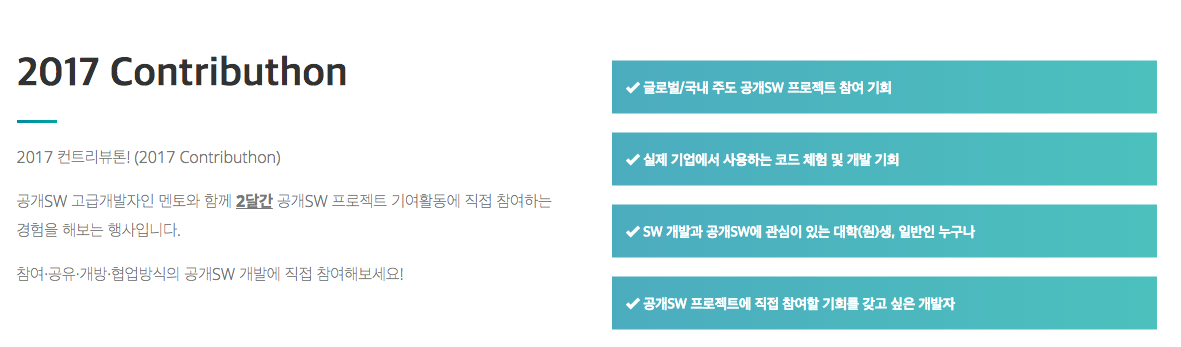 2017 Contributhon
2017 컨트리뷰톤! (2017 Contributhon)
공개SW 고급개발자인 멘토와 함께 2달간 공개SW 프로젝트 기여활동에 직접 참여하는
경험을 해보는 행사입니다.
참여·공유·개방·협업방식의 공개SW 개발에 직접 참여해보세요!
✔ 글로벌/국내 주도 공개SW 프로젝트 참여 기회
✔ 실제 기업에서 사용하는 코드 체험 및 개발 기회
✔ SW 개발과 공개SW에 관심이 있는 대학(원)생, 일반인 누구나
✔ 공개SW 프로젝트에 직접 참여할 기회를 갖고 싶은 개발자